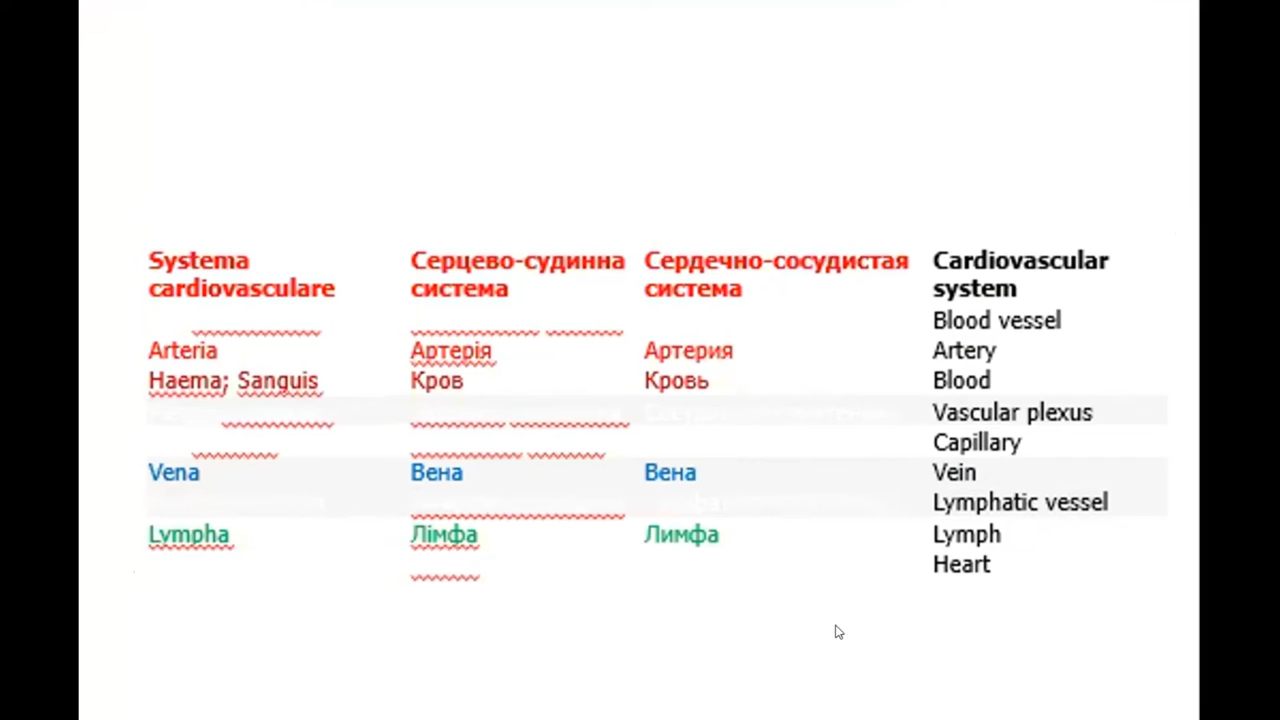 Systema Серцево-судинна Сердечно-сосудистая Cardiovascular
cardiovasculare система система system
Blood vessel
Arteria Артерія Артерия Artery
Haema; Sanguis Кров Кровь Blood
Vascular plexus
Capillary
Vena Вена Вена Vein
Lymphatic vessel
Lympha Лімфа Лимфа Lymph
Heart